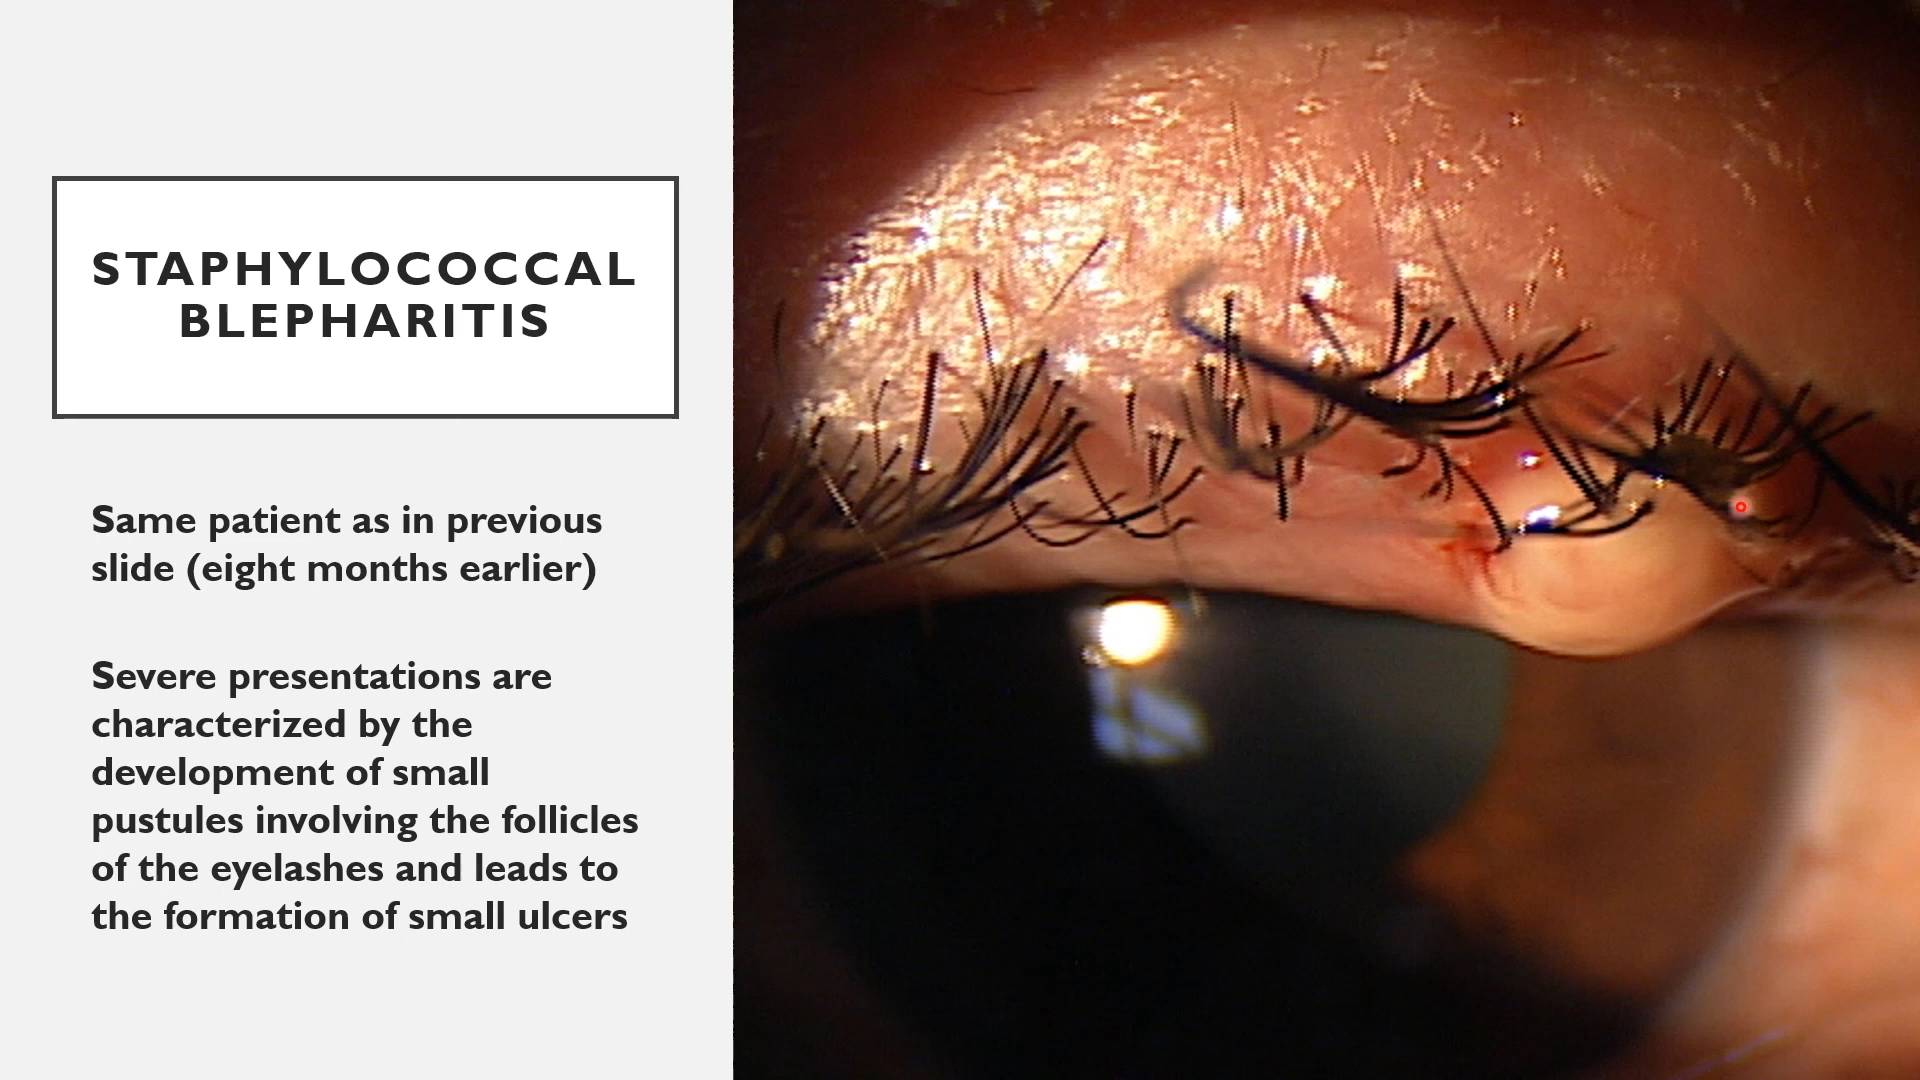 STAPHYLOCOCCAL
BLEPHARITIS
Same patient as in previous
slide (eight months earlier)
Severe presentations are
characterized by the
development of small
pustules involving the follicles
of the eyelashes and leads to
the formation of small ulcers